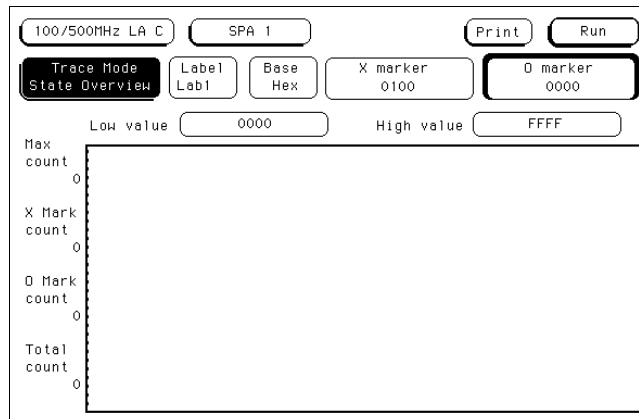 100/500MHz LA C
SPA 1
Print
Run
Trace Mode
State Overview
Label
Lab1
Base
Hex
X marker
0100
O marker
0000
Low value
0000
High value
FFFF
Max
count
0
X Mark
count
0
O Mark
count
0
Total
count
0